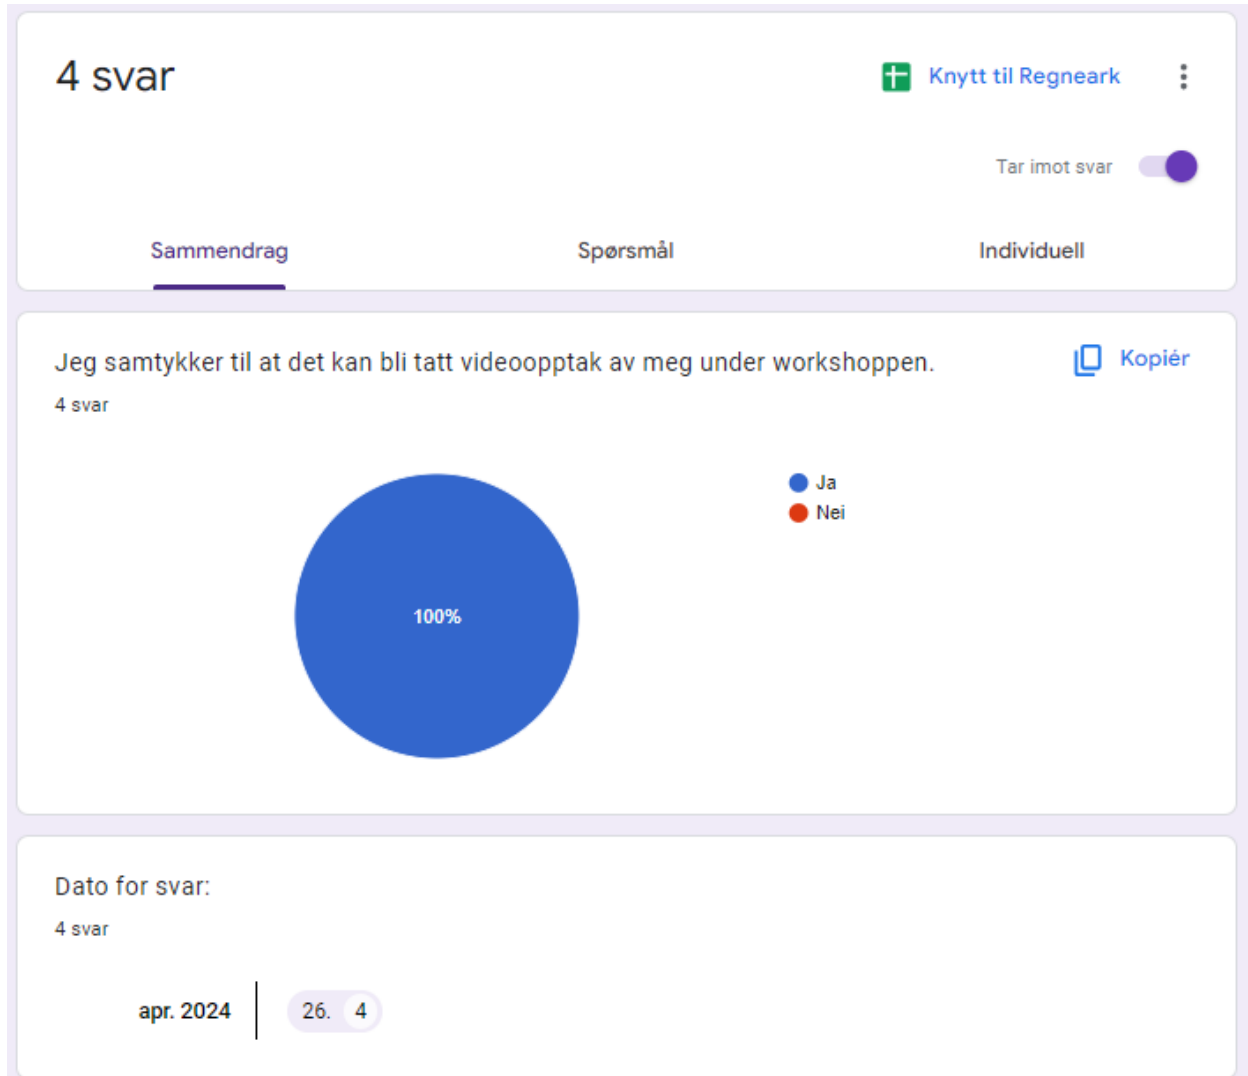 4 svar
Knytt til Regneark
Tar imot svar
Sammendrag
Spørsmål
Individuell
Jeg samtykker til at det kan bli tatt videoopptak av meg under workshoppen.
Kopiér
4 svar
Ja
Nei
100%
Dato for svar:
4 svar
apr. 2024
26. 4